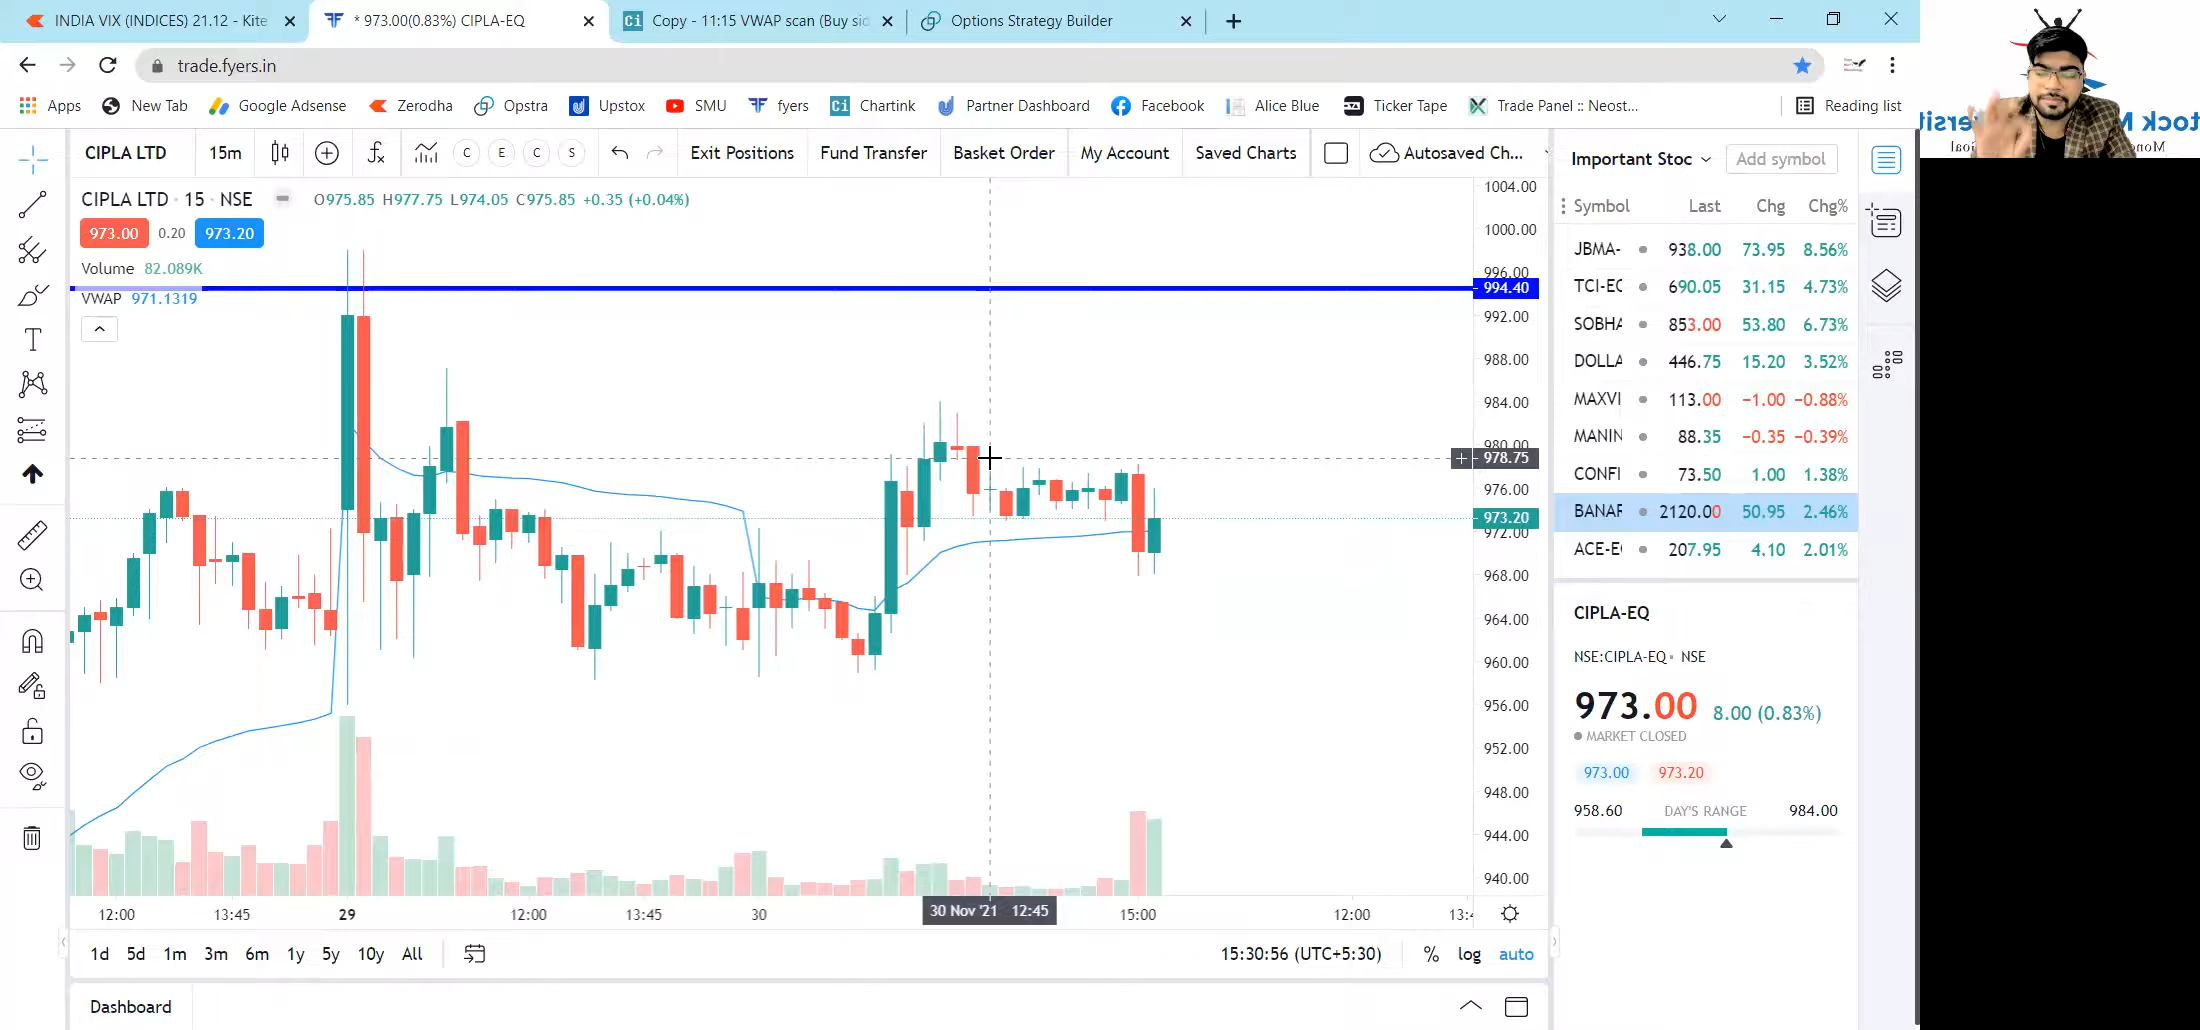 INDIA VIX (INDICES) 21.12 - Kite
* 973.00(0.83%) CIPLA-EQ
Copy - 11:15 VWAP scan (Buy sid
Options Strategy Builder
trade.fyers.in
Apps
New Tab
Google Adsense
Zerodha
Opstra
Upstox
SMU
fyers
Chartink
Partner Dashboard
Facebook
Alice Blue
Ticker Tape
Trade Panel :: Neost...
Reading list
CIPLA LTD
15m
C E C S
Exit Positions
Fund Transfer
Basket Order
My Account
Saved Charts
Autosaved Ch...
CIPLA LTD · 15 · NSE
O975.85 H977.75 L974.05 C975.85 +0.35 (+0.04%)
973.00 0.20 973.20
Volume 82.089K
VWAP 971.1319
1004.00
1000.00
996.00
994.40
992.00
988.00
984.00
980.00
978.75
976.00
973.20
972.00
968.00
964.00
960.00
956.00
952.00
948.00
944.00
940.00
12:00 13:45 29 12:00 13:45 30 30 Nov '21 12:45 15:00 12:00
1d 5d 1m 3m 6m 1y 5y 10y All
15:30:56 (UTC+5:30) % log auto
Dashboard
Important Stoc
Add symbol
Symbol Last Chg Chg%
JBMA- 938.00 73.95 8.56%
TCI-EC 690.05 31.15 4.73%
SOBHA 853.00 53.80 6.73%
DOLLA 446.75 15.20 3.52%
MAXVI 113.00 −1.00 −0.88%
MANIN 88.35 −0.35 −0.39%
CONFI 73.50 1.00 1.38%
BANAR 2120.00 50.95 2.46%
ACE-E 207.95 4.10 2.01%
CIPLA-EQ
NSE:CIPLA-EQ • NSE
973.00 8.00 (0.83%)
MARKET CLOSED
973.00 973.20
958.60 DAY'S RANGE 984.00